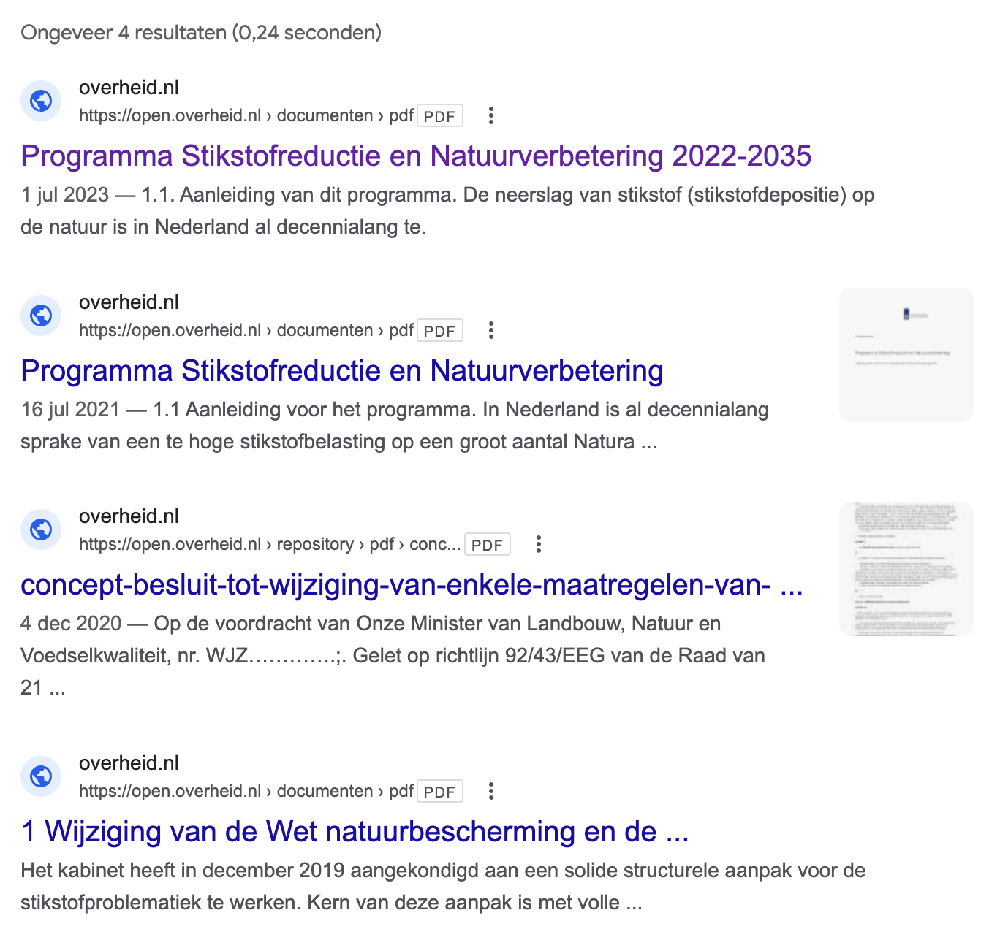 Ongeveer 4 resultaten (0,24 seconden)
overheid.nl
https://open.overheid.nl › documenten › pdf PDF
Programma Stikstofreductie en Natuurverbetering 2022-2035
1 jul 2023 — 1.1. Aanleiding van dit programma. De neerslag van stikstof (stikstofdepositie) op
de natuur is in Nederland al decennialang te.
overheid.nl
https://open.overheid.nl › documenten › pdf PDF
Programma Stikstofreductie en Natuurverbetering
16 jul 2021 — 1.1 Aanleiding voor het programma. In Nederland is al decennialang
sprake van een te hoge stikstofbelasting op een groot aantal Natura ...
Programma Stikstofreductie en Natuurverbetering
overheid.nl
https://open.overheid.nl › repository › pdf › conc... PDF
concept-besluit-tot-wijziging-van-enkele-maatregelen-van- ...
4 dec 2020 — Op de voordracht van Onze Minister van Landbouw, Natuur en
Voedselkwaliteit, nr. WJZ………….;. Gelet op richtlijn 92/43/EEG van de Raad van
21 ...
overheid.nl
https://open.overheid.nl › documenten › pdf PDF
1 Wijziging van de Wet natuurbescherming en de ...
Het kabinet heeft in december 2019 aangekondigd aan een solide structurele aanpak voor de
stikstofproblematiek te werken. Kern van deze aanpak is met volle ...